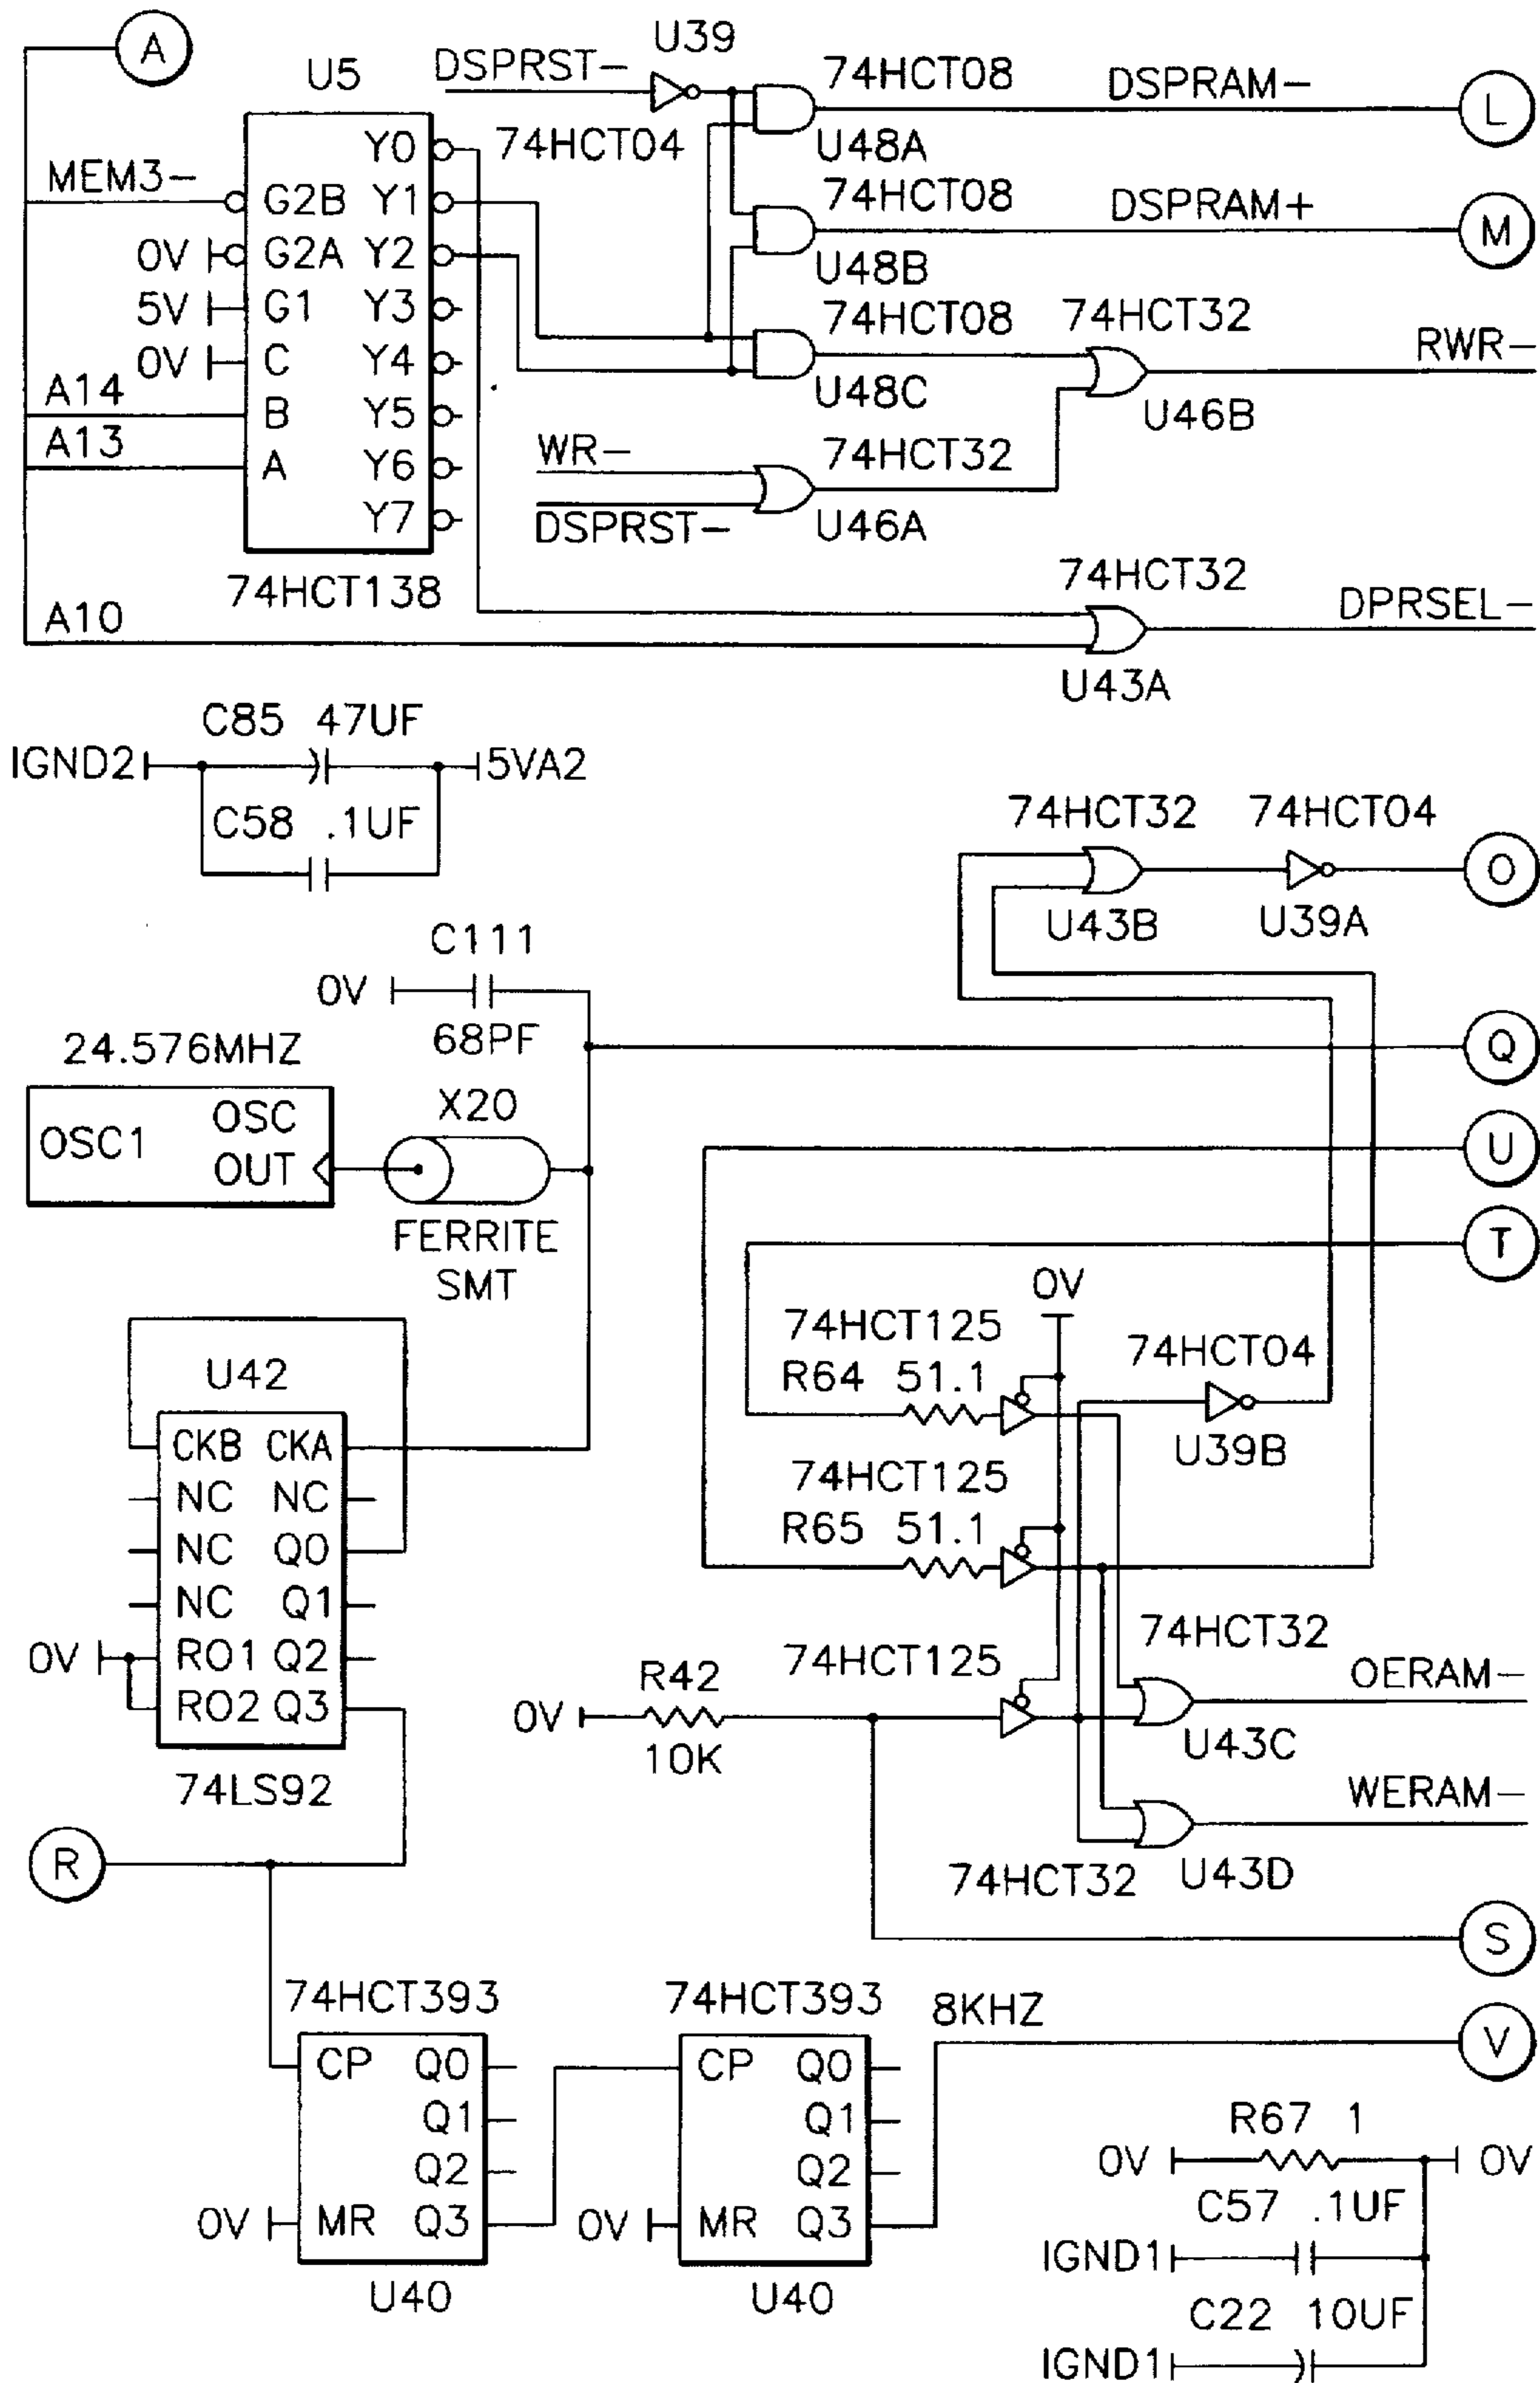 A
U39
DSPRST-
74HCT08
DSPRAM-
L
U5
74HCT04
U48A
Y0
MEM3-
G2B Y1
74HCT08
DSPRAM+
M
0V
G2A Y2
U48B
5V
G1 Y3
74HCT08
74HCT32
RWR-
0V
C Y4
U48C
U46B
A14
B Y5
A13
A Y6
WR-
74HCT32
Y7
DSPRST-
U46A
74HCT138
74HCT32
A10
DPRSEL-
U43A
C85 47UF
IGND2
5VA2
C58 .1UF
74HCT32
74HCT04
O
U43B
U39A
C111
0V
68PF
Q
24.576MHZ
OSC1
OSC
OUT
X20
U
FERRITE
SMT
T
0V
74HCT125
74HCT04
R64 51.1
U39B
U42
CKB CKA
NC NC
NC Q0
NC Q1
0V
RO1 Q2
RO2 Q3
74LS92
74HCT125
R65 51.1
74HCT32
R42
74HCT125
OERAM-
0V
10K
U43C
WERAM-
R
74HCT32
U43D
S
74HCT393
74HCT393
8KHZ
V
CP Q0
Q1
Q2
0V
MR Q3
U40
CP Q0
Q1
Q2
0V
MR Q3
U40
R67 1
0V
0V
C57 .1UF
IGND1
C22 10UF
IGND1